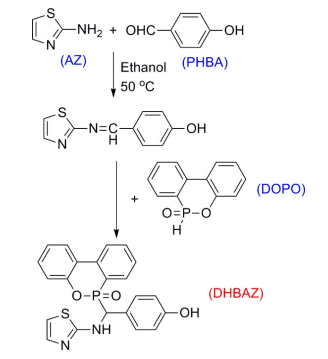 S
N
NH₂
+
OHC
OH
(AZ)
(PHBA)
Ethanol
50 °C
S
N
N=C
H
OH
+
O=P-O
H
(DOPO)
O-P=O
(DHBAZ)
S
N
NH
OH